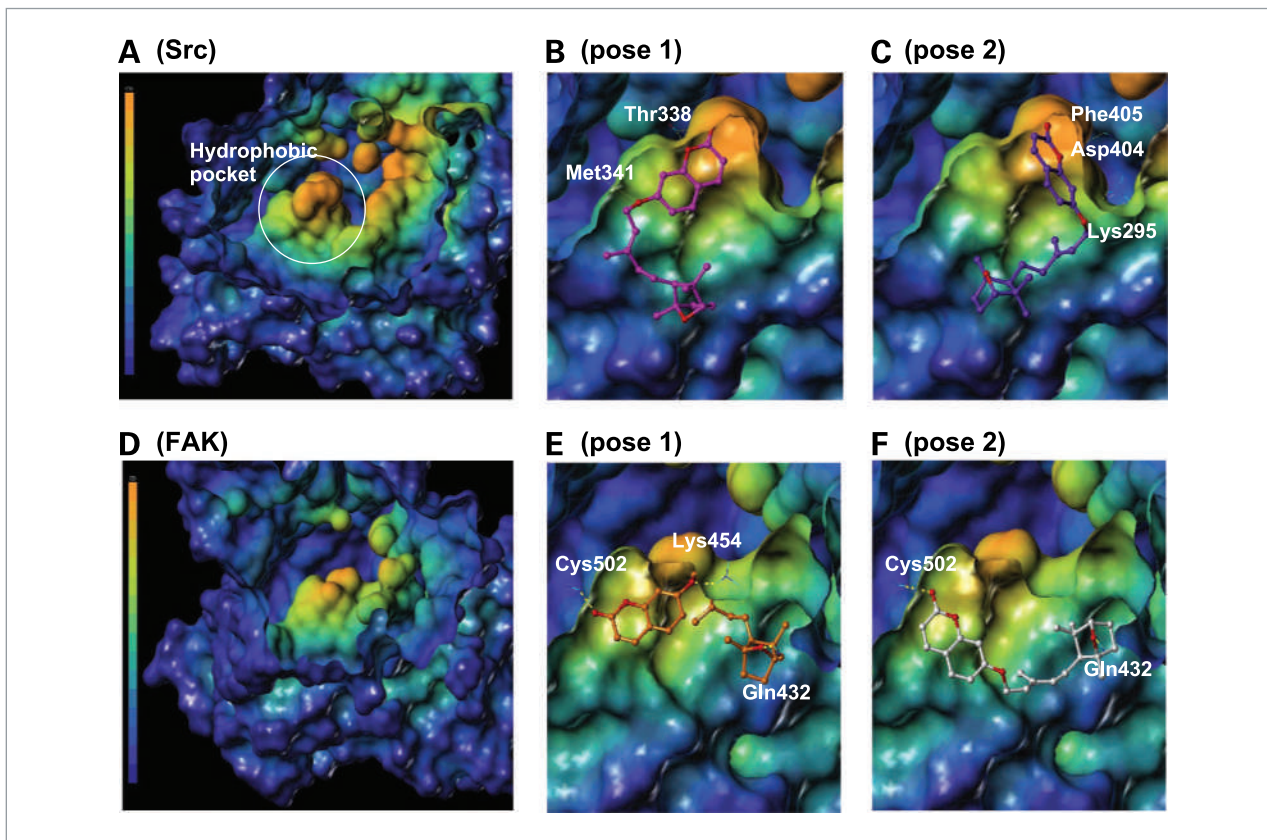 A (Src)
B (pose 1)
C (pose 2)
Hydrophobic
pocket
Thr338
Met341
Phe405
Asp404
Lys295
D (FAK)
E (pose 1)
F (pose 2)
Cys502
Lys454
Gln432
Cys502
Gln432